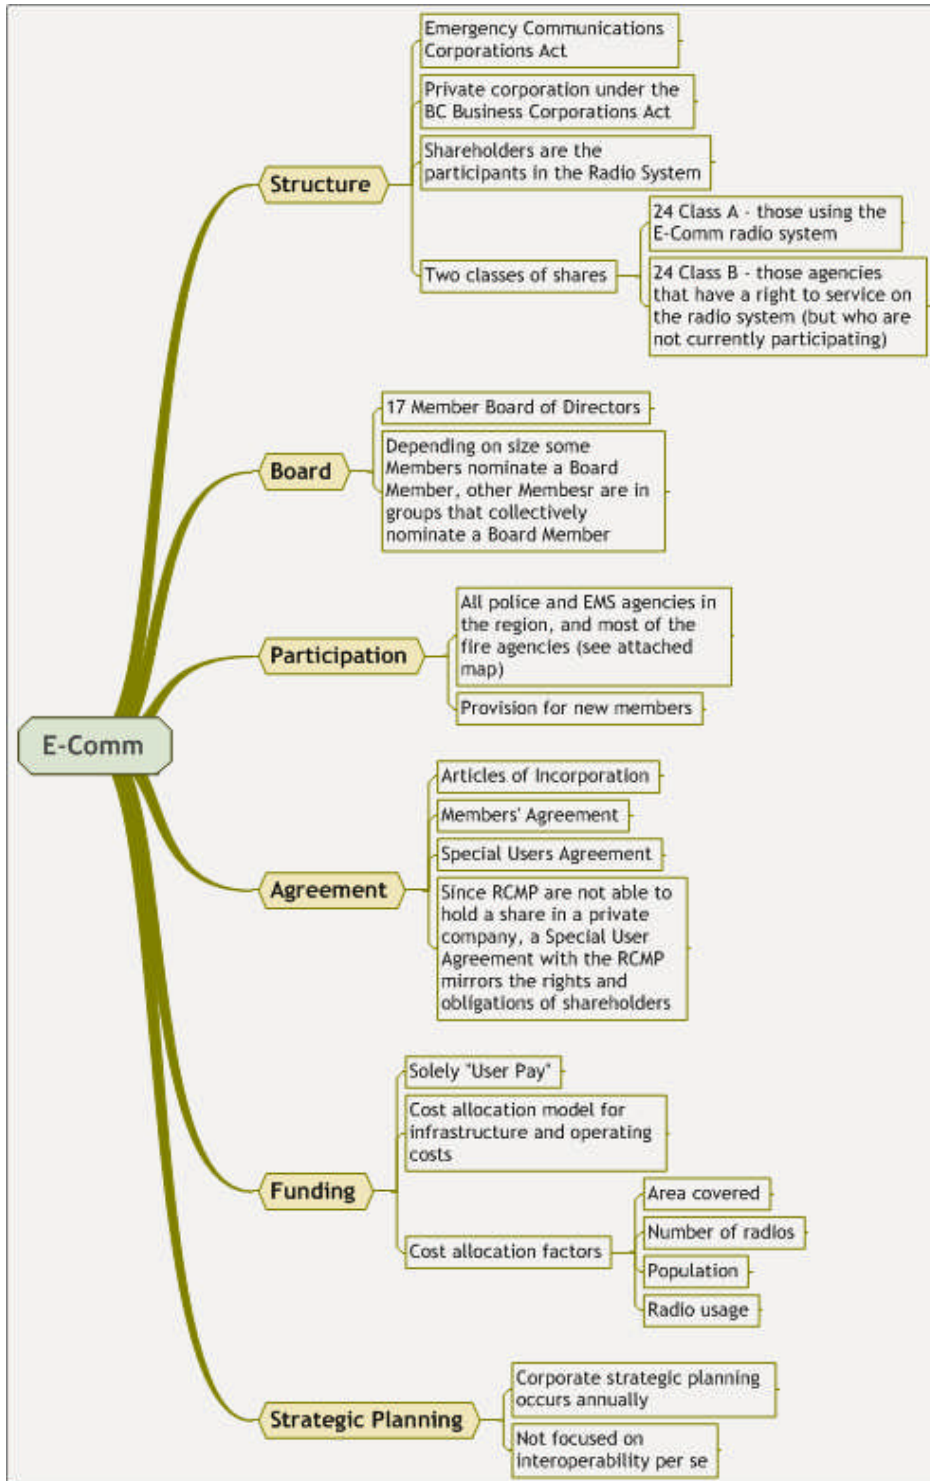 Emergency Communications
Corporations Act
Private corporation under the
BC Business Corporations Act
Shareholders are the
participants in the Radio System
Structure
24 Class A - those using the
E-Comm radio system
Two classes of shares
24 Class B - those agencies
that have a right to service on
the radio system (but who are
not currently participating)
17 Member Board of Directors
Board
Depending on size some
Members nominate a Board
Member, other Membesr are in
groups that collectively
nominate a Board Member
All police and EMS agencies in
the region, and most of the
fire agencies (see attached
map)
Participation
Provision for new members
E-Comm
Articles of Incorporation
Members' Agreement
Special Users Agreement
Agreement
Since RCMP are not able to
hold a share in a private
company, a Special User
Agreement with the RCMP
mirrors the rights and
obligations of shareholders
Solely "User Pay"
Cost allocation model for
infrastructure and operating
costs
Funding
Area covered
Number of radios
Cost allocation factors
Population
Radio usage
Corporate strategic planning
occurs annually
Strategic Planning
Not focused on
interoperability per se